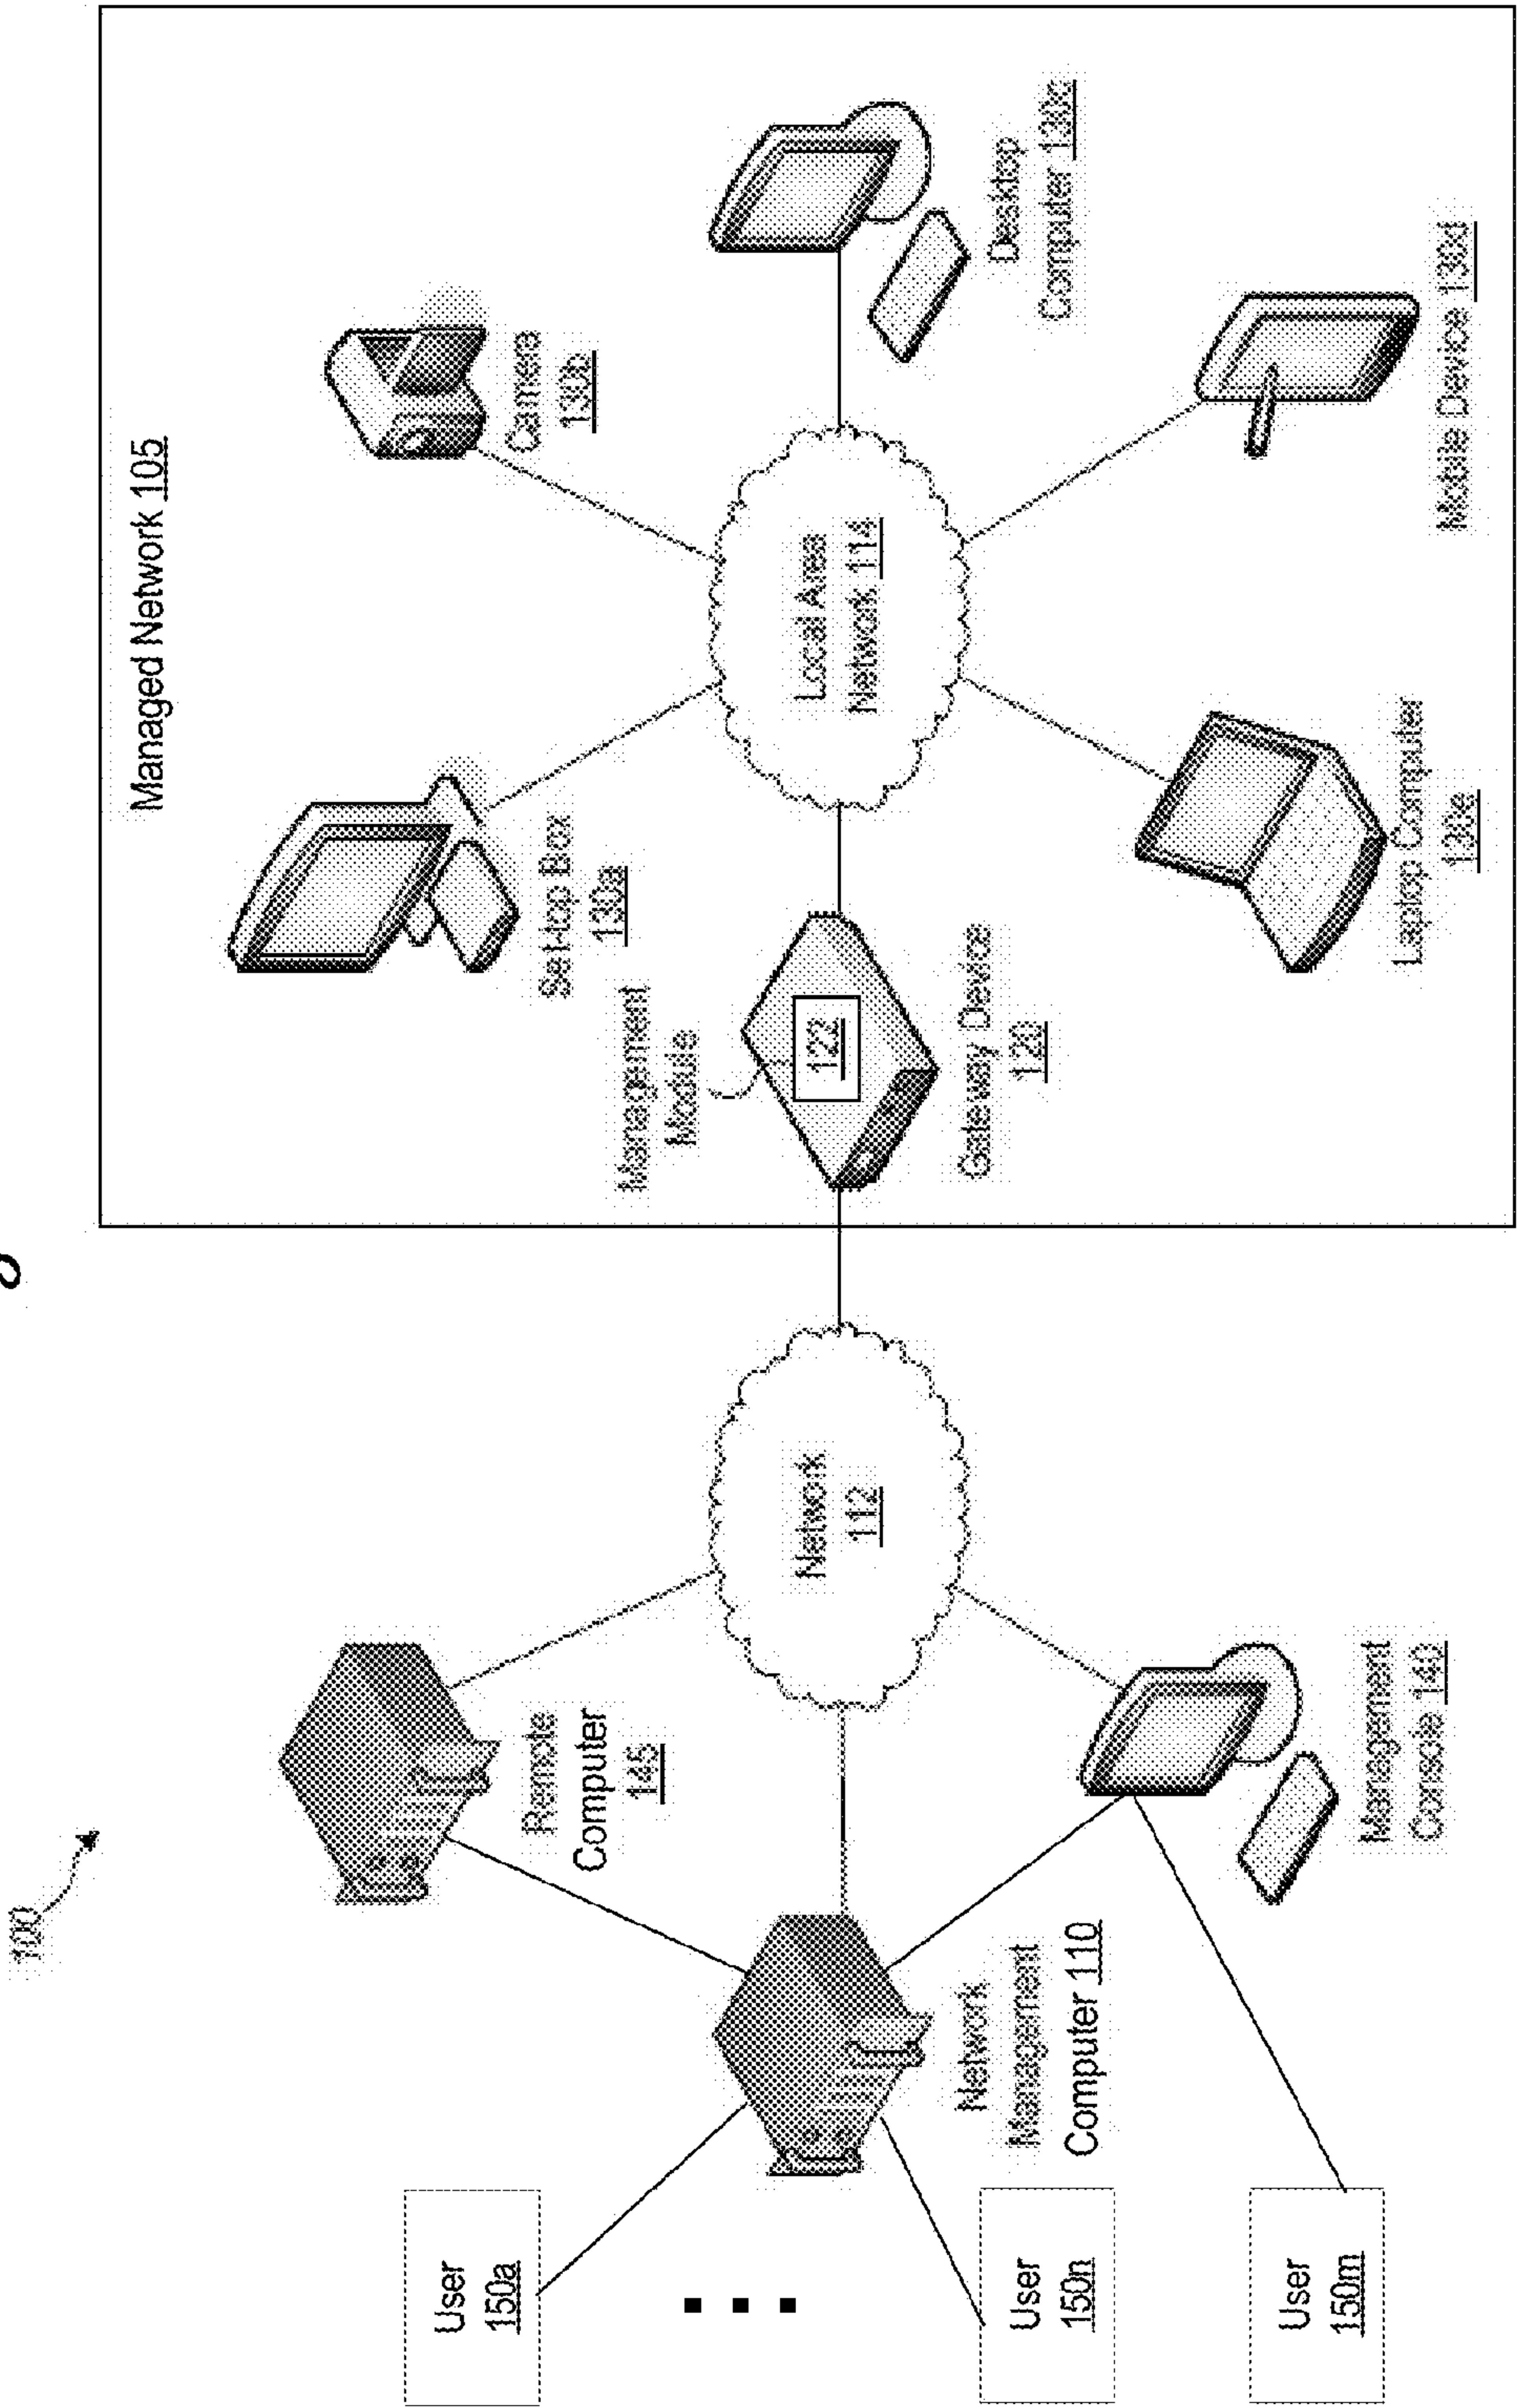 100
Managed Network 105
User
150a
User
150n
User
150m
Remote
Computer
145
Network
Management
Computer 110
Management
Console 140
Network
112
Management
Module
122
Gateway Device
120
Set-top Box
130a
Camera
130b
Local Area
Network 114
Desktop
Computer 130c
Mobile Device 130d
Laptop Computer
130e